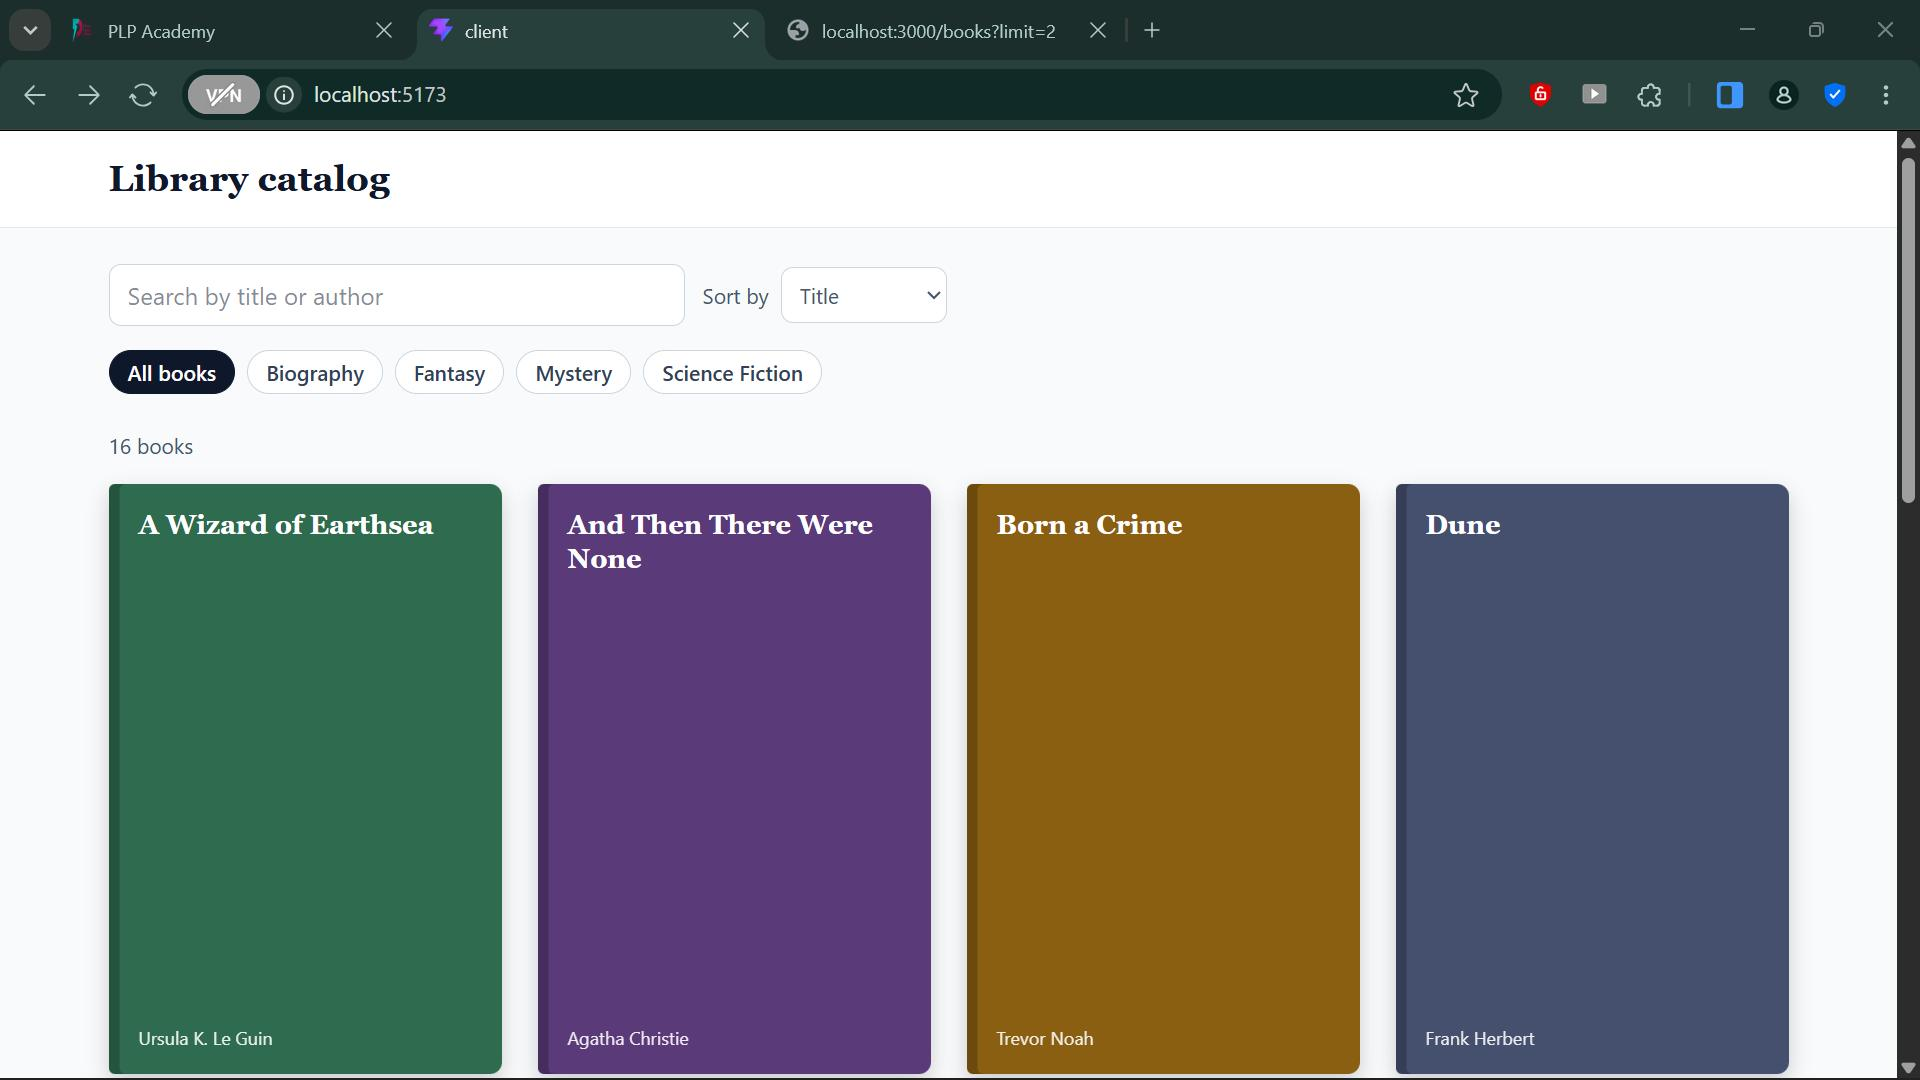 PLP Academy
client
localhost:3000/books?limit=2
VPN
localhost:5173
Library catalog
Search by title or author
Sort by
Title
All books
Biography
Fantasy
Mystery
Science Fiction
16 books
A Wizard of Earthsea
Ursula K. Le Guin
And Then There Were
None
Agatha Christie
Born a Crime
Trevor Noah
Dune
Frank Herbert